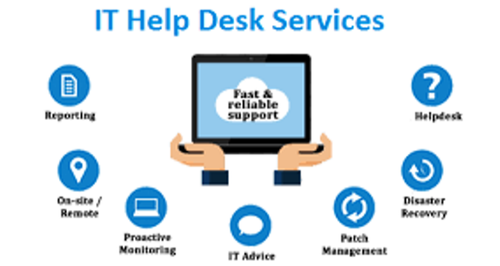 IT Help Desk Services
Fast &
reliable
support
Reporting
Helpdesk
On-site /
Remote
Disaster
Recovery
Proactive
Monitoring
IT Advice
Patch
Management
?